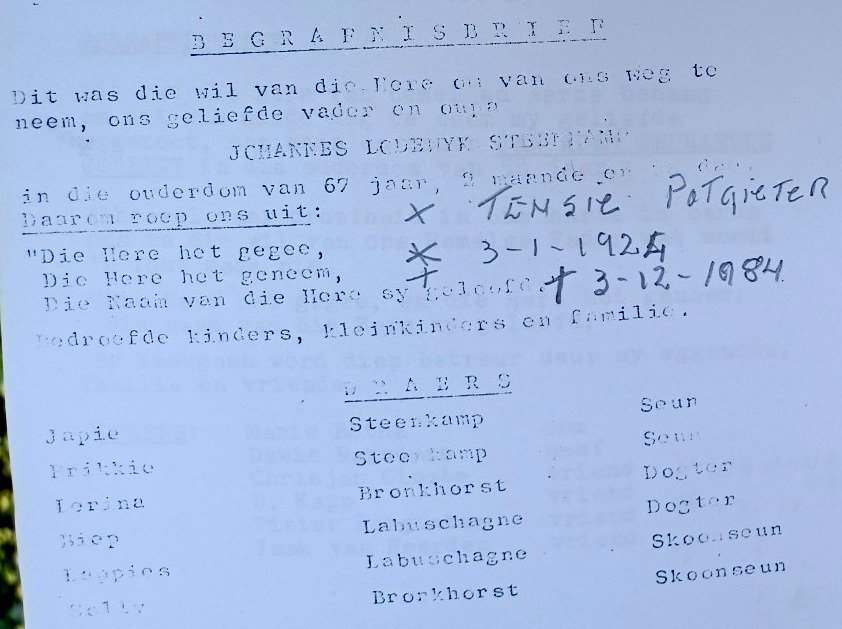 BEGRAFNISBRIEF
Dit was die wil van die Here om van ons weg te
neem, ons geliefde vader en oupa
JOHANNES LODEWYK STEENKAMP
in die ouderdom van 67 jaar, 2 maande en
Daarom roep ons uit: X TENSIE POTGIETER
"Die Here het gegee, * 3-1-1924
Die Here het geneem,
Die Naam van die Here sy geloofd. † 3-12-1984
Bedroefde kinders, kleinkinders en familie.
DRAERS
Japie Steenkamp Seun
Frikkie Steenkamp Seun
Lorina Bronkhorst Dogter
Labuschagne Dogter
Lappies Labuschagne Skoonseun
Bronkhorst Skoonseun